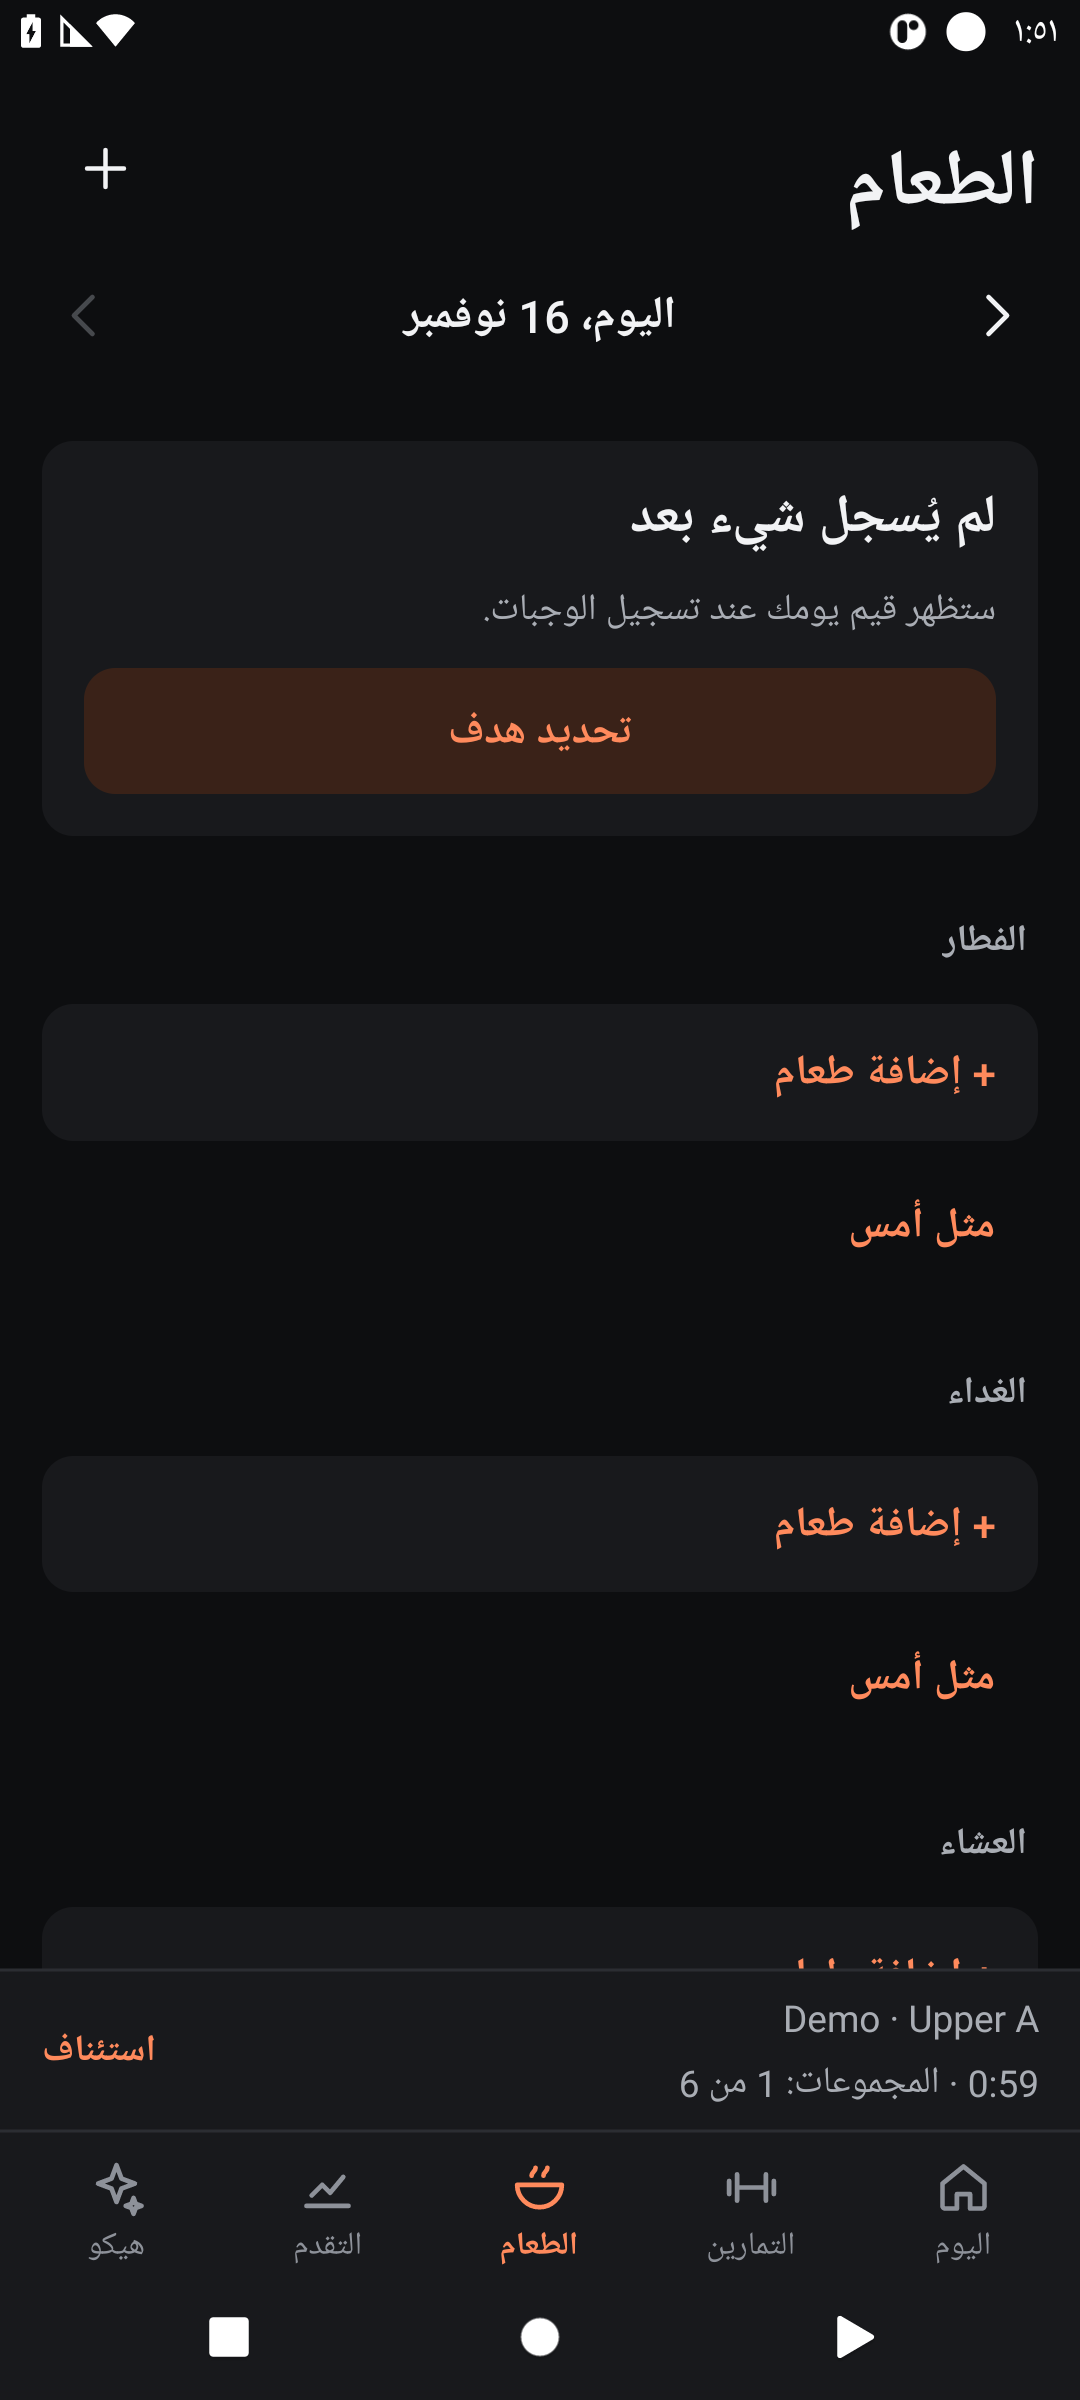 ١:٥١
الطعام
اليوم، 16 نوفمبر
لم يُسجل شيء بعد
ستظهر قيم يومك عند تسجيل الوجبات.
تحديد هدف
الفطار
+ إضافة طعام
مثل أمس
الغداء
+ إضافة طعام
مثل أمس
العشاء
+ إضافة طعام
Demo · Upper A
0:59 · المجموعات: 1 من 6
استئناف
اليوم
التمارين
الطعام
التقدم
هيكو